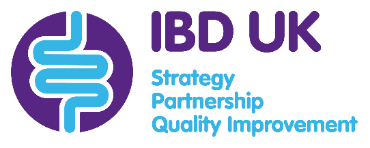 IBD UK
Strategy
Partnership
Quality Improvement